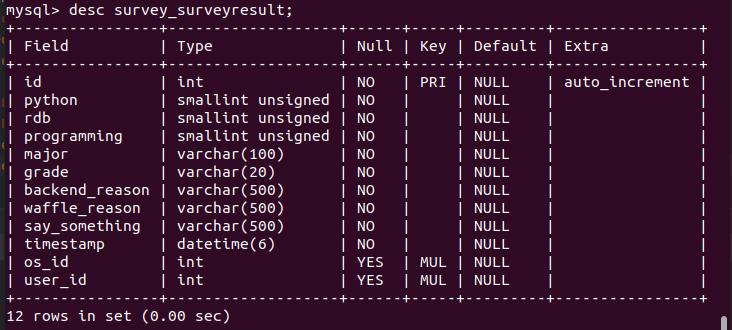 mysql> desc survey_surveyresult;
+----------------+-------------------+------+-----+---------+----------------+
| Field          | Type              | Null | Key | Default | Extra          |
+----------------+-------------------+------+-----+---------+----------------+
| id             | int               | NO   | PRI | NULL    | auto_increment |
| python         | smallint unsigned | NO   |     | NULL    |                |
| rdb            | smallint unsigned | NO   |     | NULL    |                |
| programming    | smallint unsigned | NO   |     | NULL    |                |
| major          | varchar(100)      | NO   |     | NULL    |                |
| grade          | varchar(20)       | NO   |     | NULL    |                |
| backend_reason | varchar(500)      | NO   |     | NULL    |                |
| waffle_reason  | varchar(500)      | NO   |     | NULL    |                |
| say_something  | varchar(500)      | NO   |     | NULL    |                |
| timestamp      | datetime(6)       | NO   |     | NULL    |                |
| os_id          | int               | YES  | MUL | NULL    |                |
| user_id        | int               | YES  | MUL | NULL    |                |
+----------------+-------------------+------+-----+---------+----------------+
12 rows in set (0.00 sec)